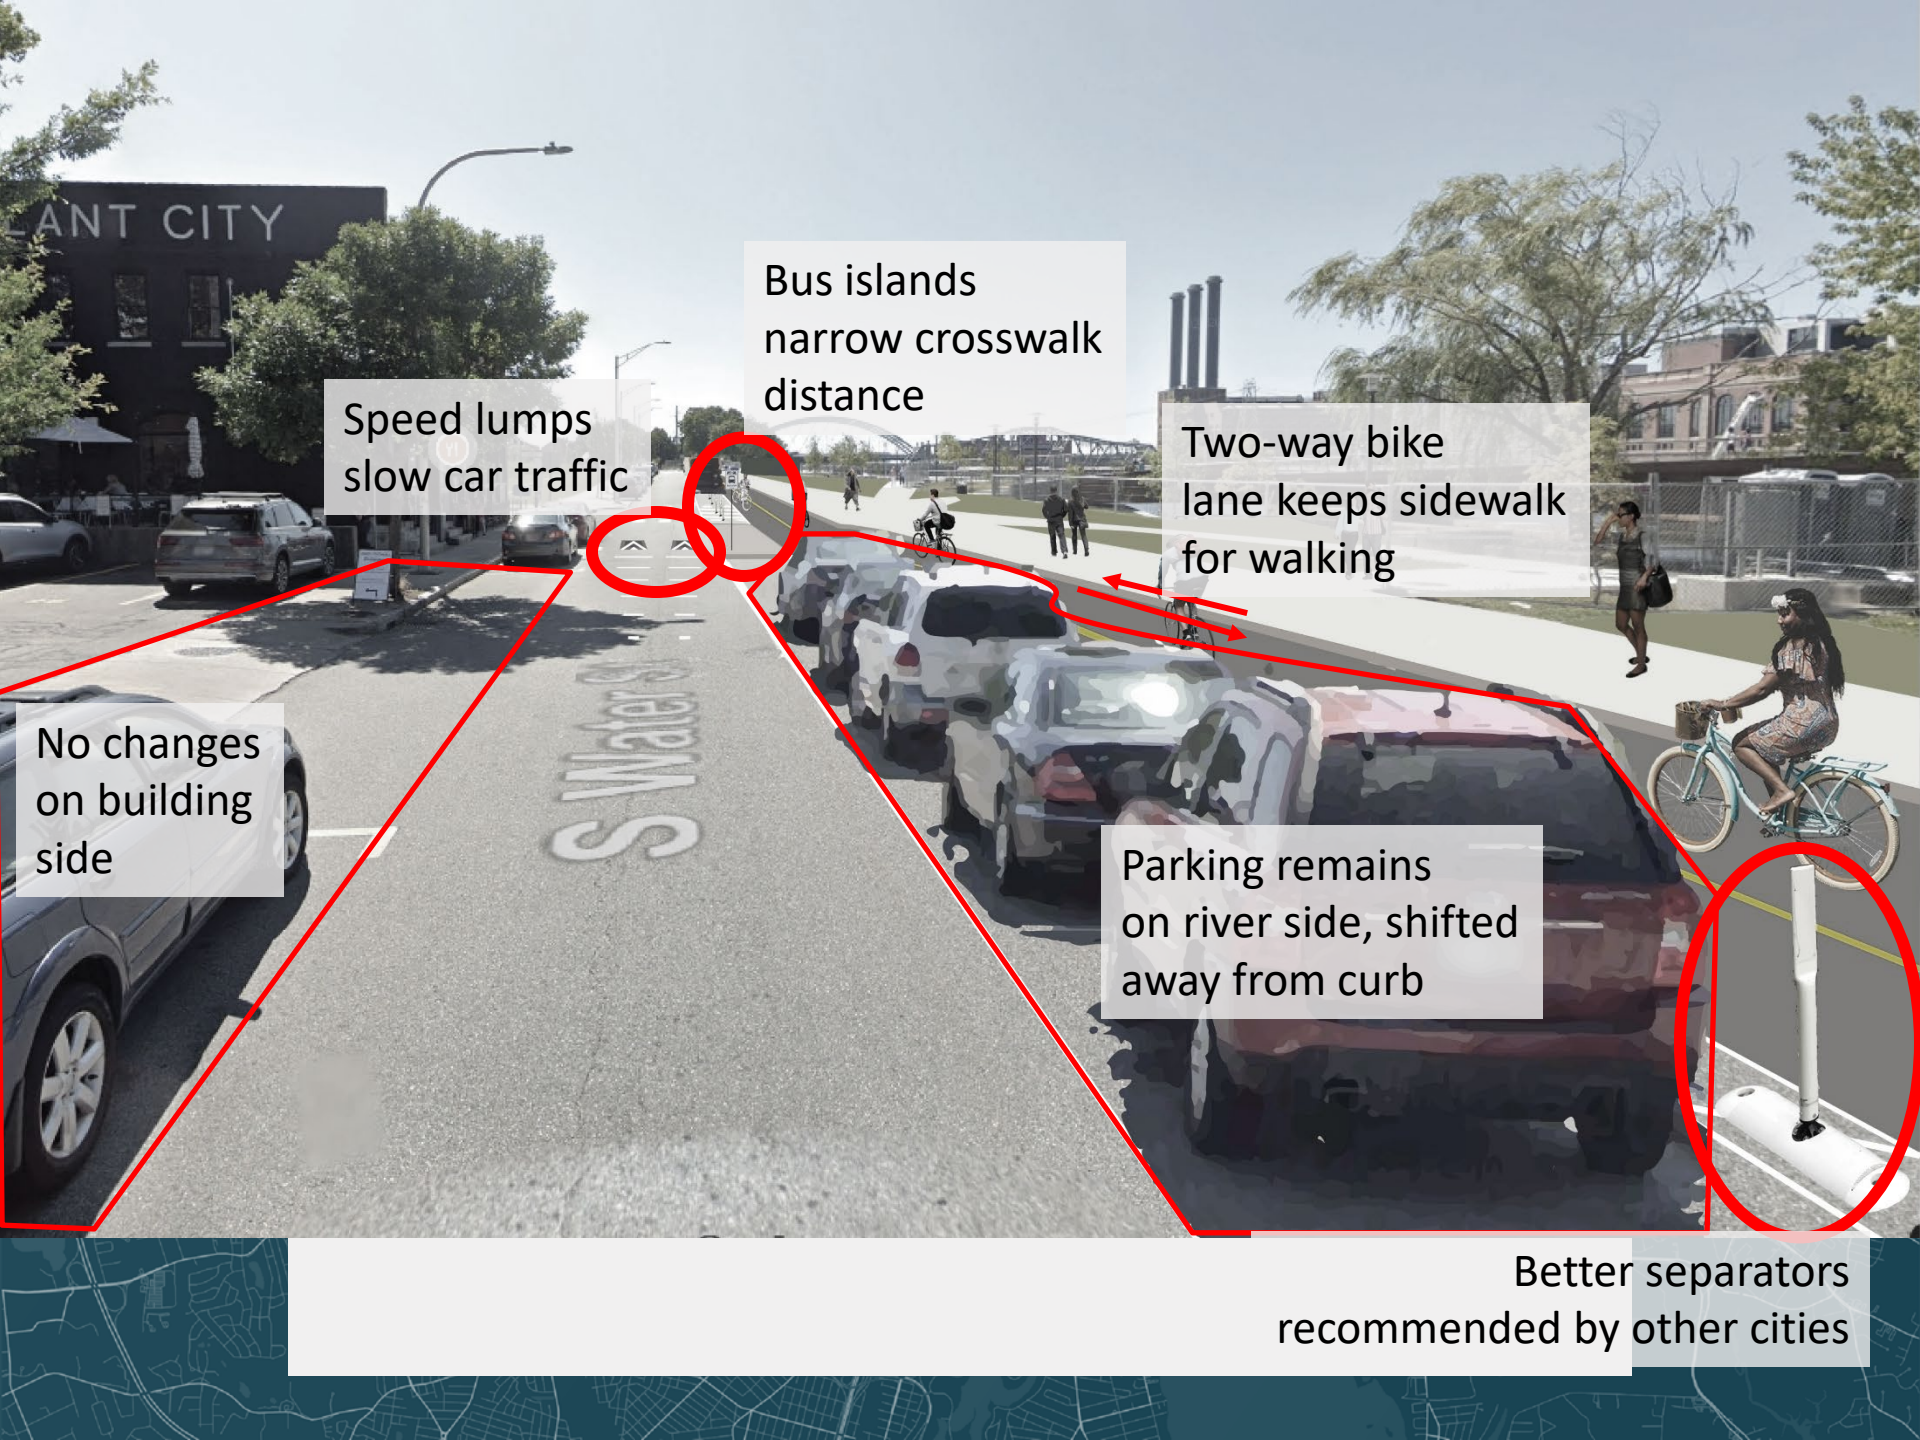 LANT CITY
Bus islands
narrow crosswalk
distance
Speed lumps
slow car traffic
Two-way bike
lane keeps sidewalk
for walking
S Water St
No changes
on building
side
Parking remains
on river side, shifted
away from curb
Better separators
recommended by other cities